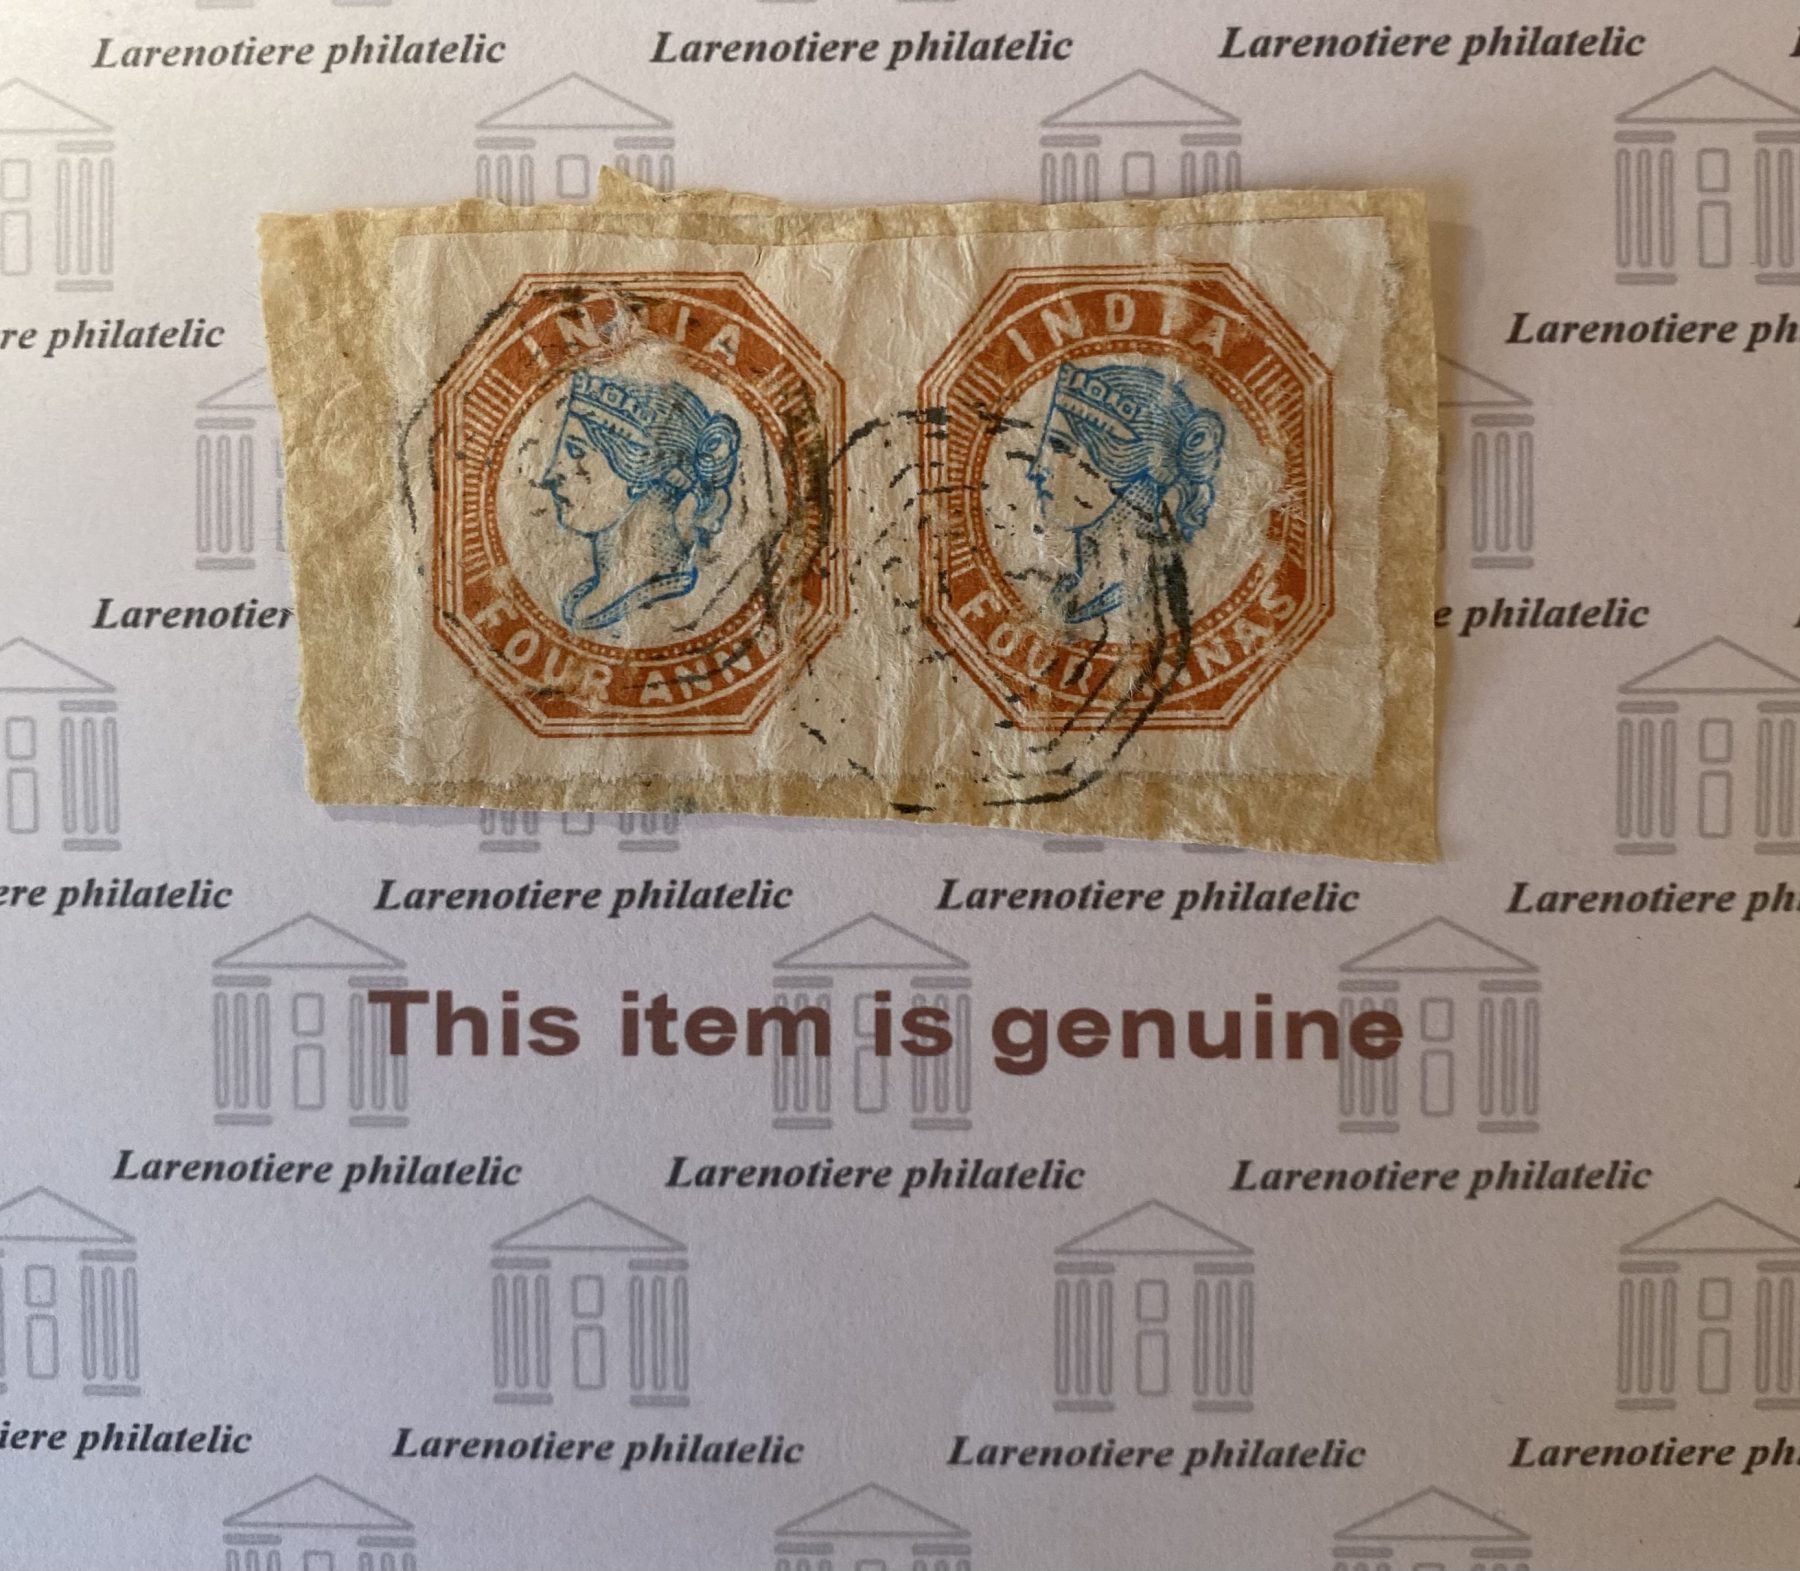 Larenotiere philatelic Larenotiere philatelic Larenotiere philatelic
re philatelic INDIA INDIA Larenotiere ph
FOUR ANNA FOUR ANNAS
Larenotier e philatelic
ere philatelic Larenotiere philatelic Larenotiere philatelic Larenotiere phi
This item is genuine
Larenotiere philatelic Larenotiere philatelic Larenotiere philatelic
iere philatelic Larenotiere philatelic Larenotiere philatelic Larenotiere phi